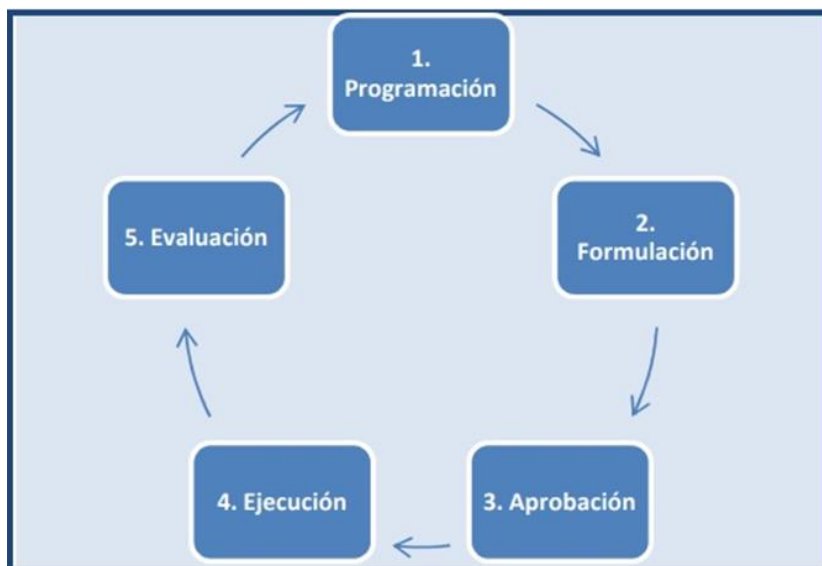 1.
Programación
2.
Formulación
3. Aprobación
4. Ejecución
5. Evaluación